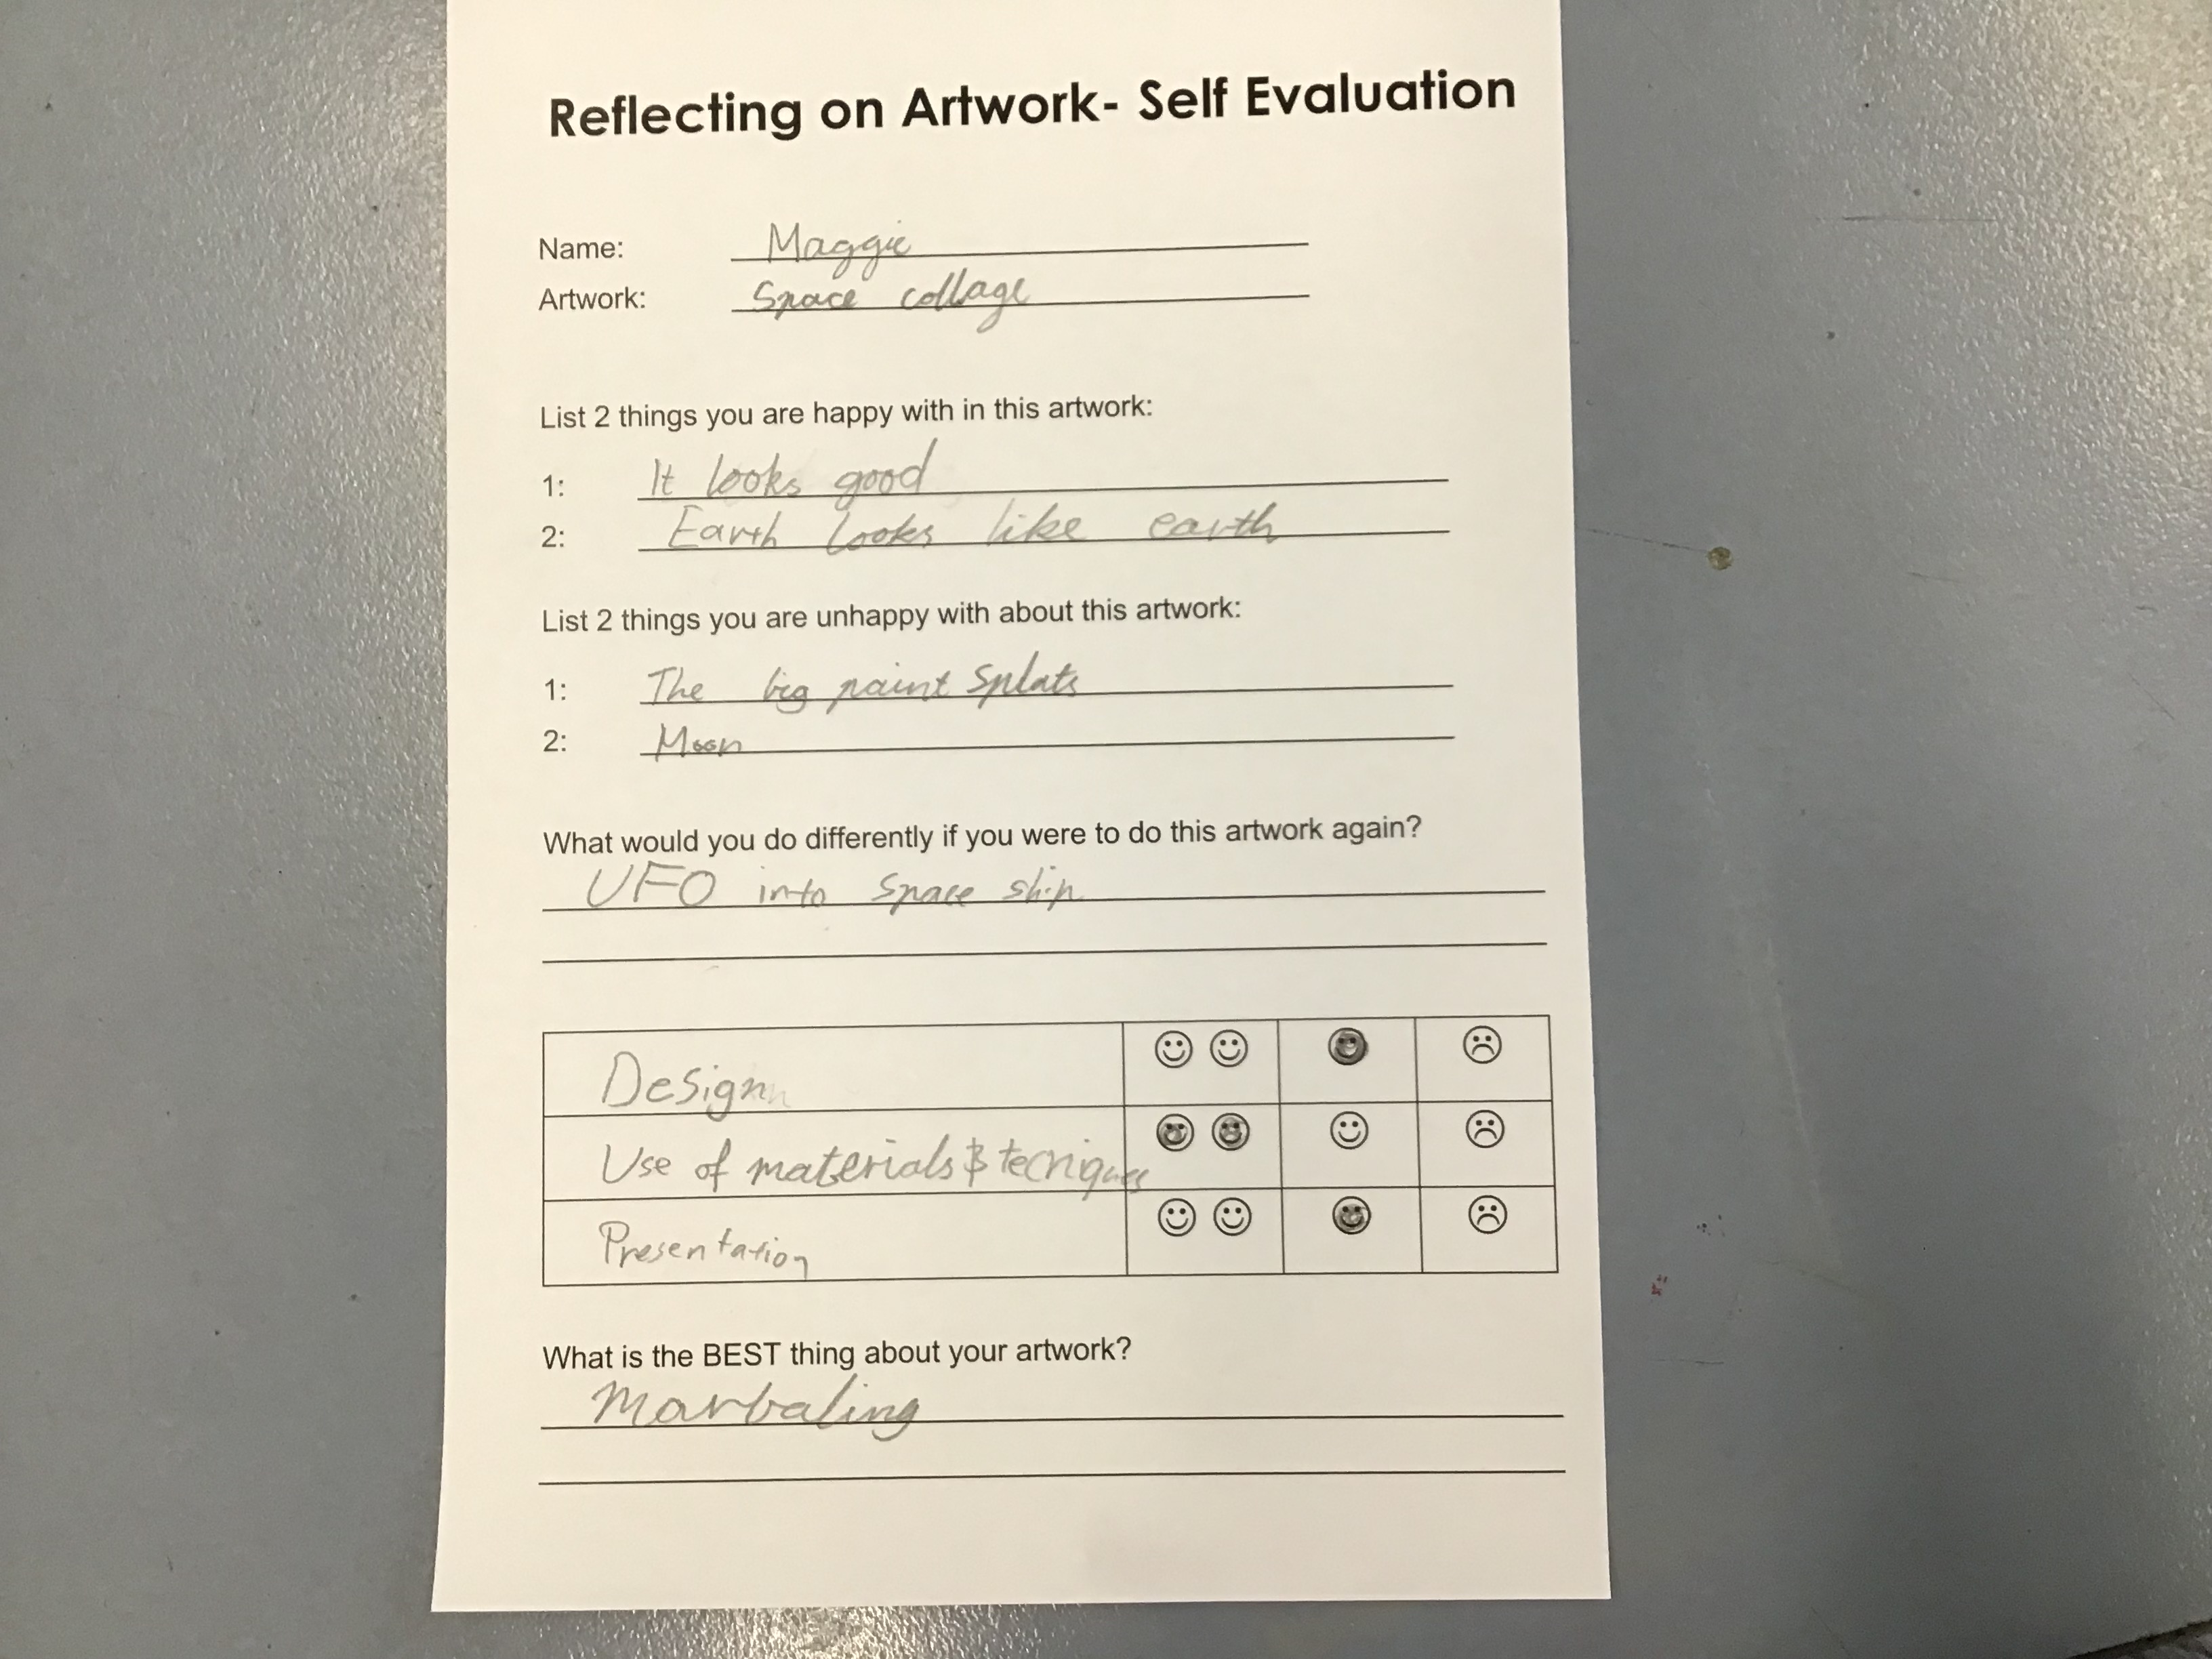 Reflecting on Artwork- Self Evaluation
Name: Maggie
Artwork: Space collage
List 2 things you are happy with in this artwork:
1: It looks good
2: Earth looks like earth
List 2 things you are unhappy with about this artwork:
1: The big paint splats
2: Moon
What would you do differently if you were to do this artwork again?
UFO into Space ship
Design
Use of materials & tecniques
Presentation
What is the BEST thing about your artwork?
Marbaling